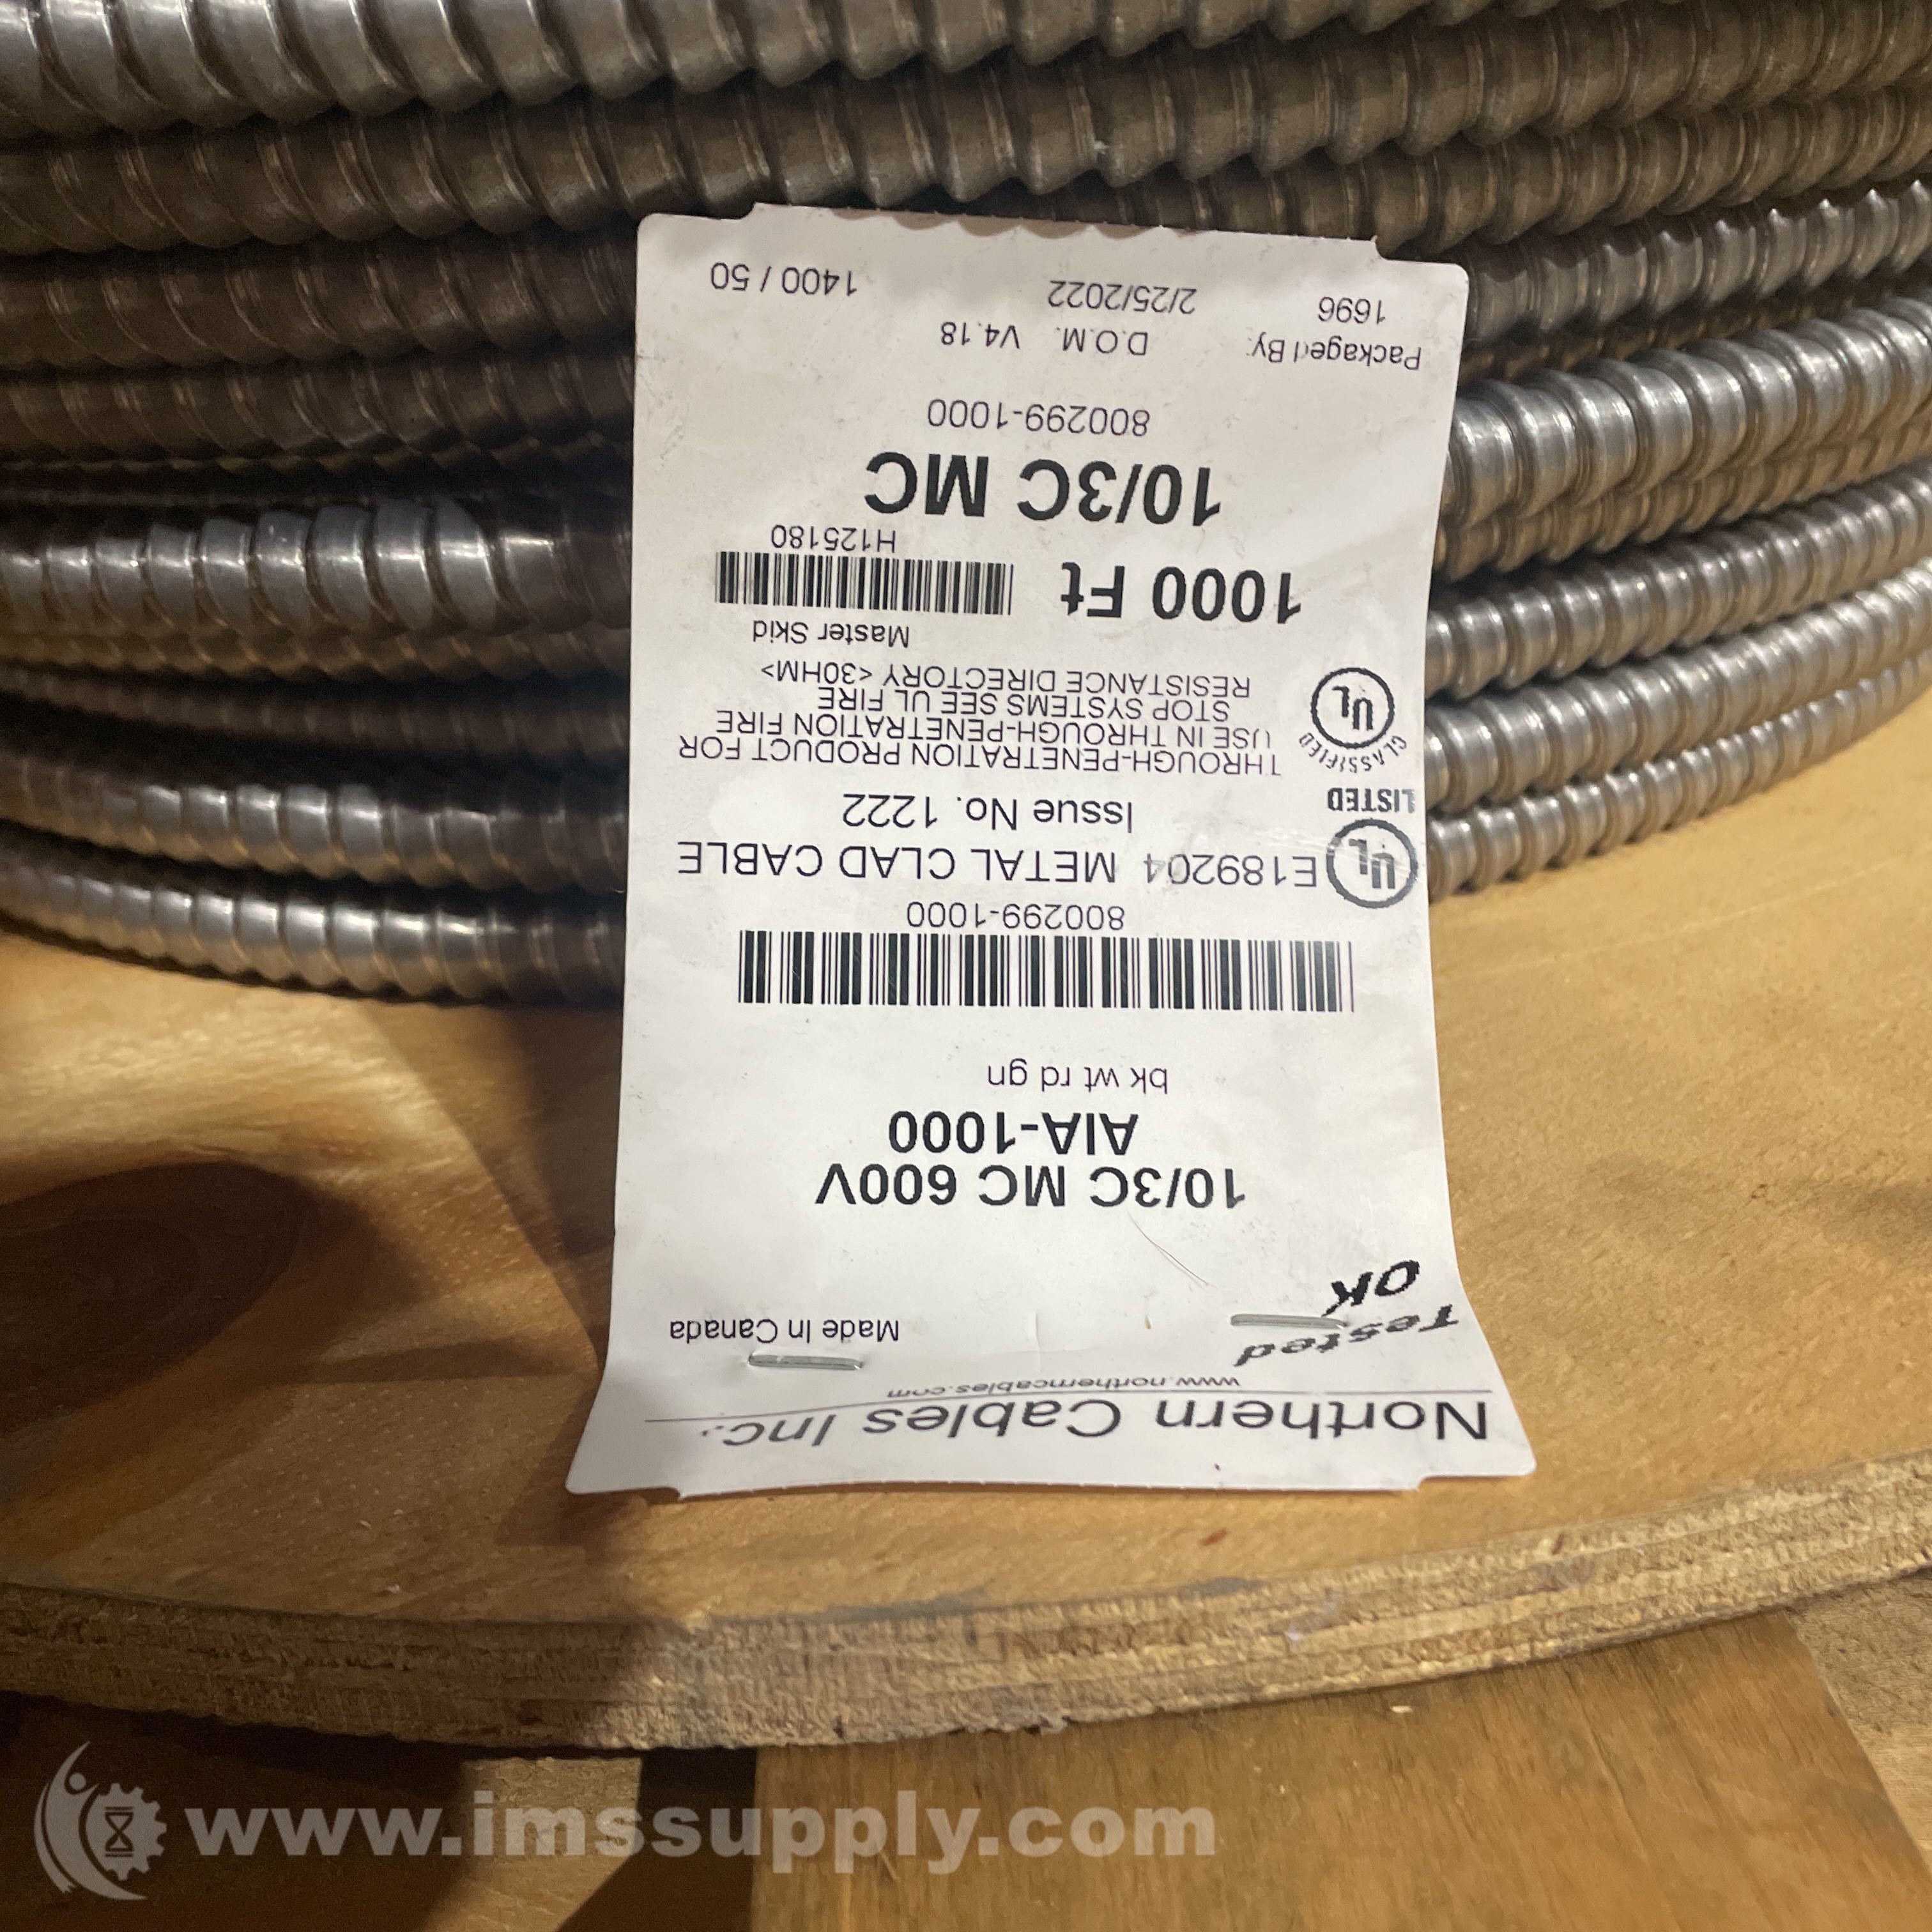 Northern Cables Inc.
www.northerncables.com
Tested
OK
Made In Canada
10/3C MC 600V
AIA-1000
bk wt rd gn
800299-1000
UL
LISTED
E189204 METAL CLAD CABLE
Issue No. 1222
CLASSIFIED
UL
THROUGH-PENETRATION PRODUCT FOR
USE IN THROUGH-PENETRATION FIRE
STOP SYSTEMS SEE UL FIRE
RESISTANCE DIRECTORY <30HM>
1000 Ft
Master Skid
H125180
10/3C MC
800299-1000
Packaged By:
1696
D.O.M. V4.18
2/25/2022
1400 / 50
www.imssupply.com